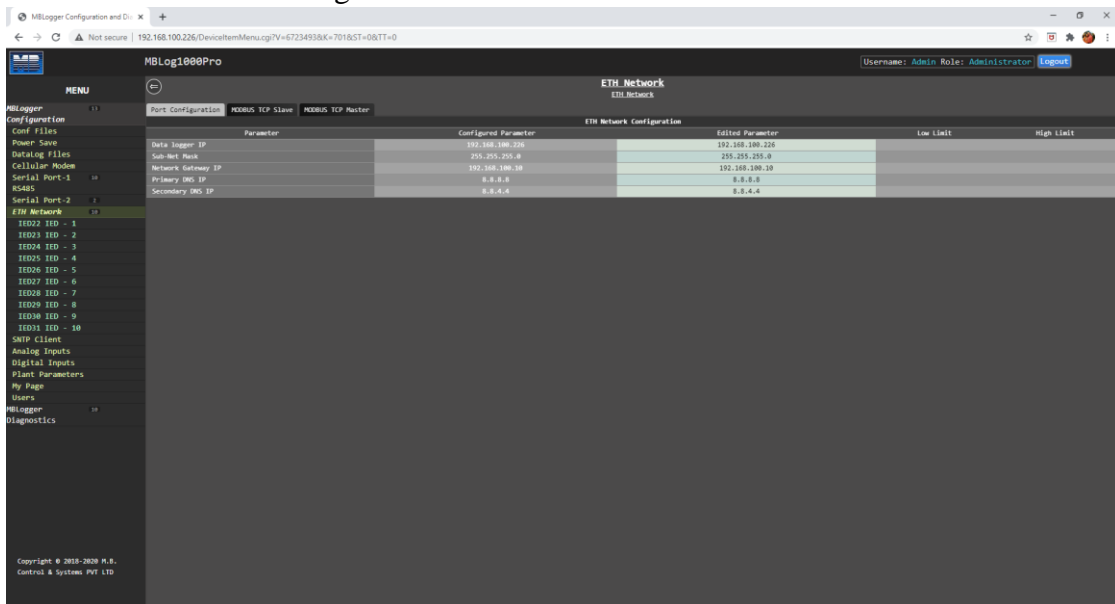 MBLogger Configuration and Di
Not secure | 192.168.100.226/DeviceItemMenu.cgi?V=6723493&K=701&ST=0&TT=0
MB
MBLog1000Pro
Username: Admin Role: Administrator Logout
MENU
MBLogger 13
Configuration
Conf Files
Power Save
DataLog Files
Cellular Modem
Serial Port-1 10
RS485
Serial Port-2
ETH Network 10
IED22 IED - 1
IED23 IED - 2
IED24 IED - 3
IED25 IED - 4
IED26 IED - 5
IED27 IED - 6
IED28 IED - 7
IED29 IED - 8
IED30 IED - 9
IED31 IED - 10
SNTP Client
Analog Inputs
Digital Inputs
Plant Parameters
My Page
Users
MBLogger 10
Diagnostics
Copyright © 2018-2020 M.B.
Control & Systems PVT LTD
ETH Network
ETH Network
Port Configuration MODBUS TCP Slave MODBUS TCP Master
ETH Network Configuration
Parameter Configured Parameter Edited Parameter Low Limit High Limit
Data logger IP 192.168.100.226 192.168.100.226
Sub-Net Mask 255.255.255.0 255.255.255.0
Network Gateway IP 192.168.100.10 192.168.100.10
Primary DNS IP 8.8.8.8 8.8.8.8
Secondary DNS IP 8.8.4.4 8.8.4.4